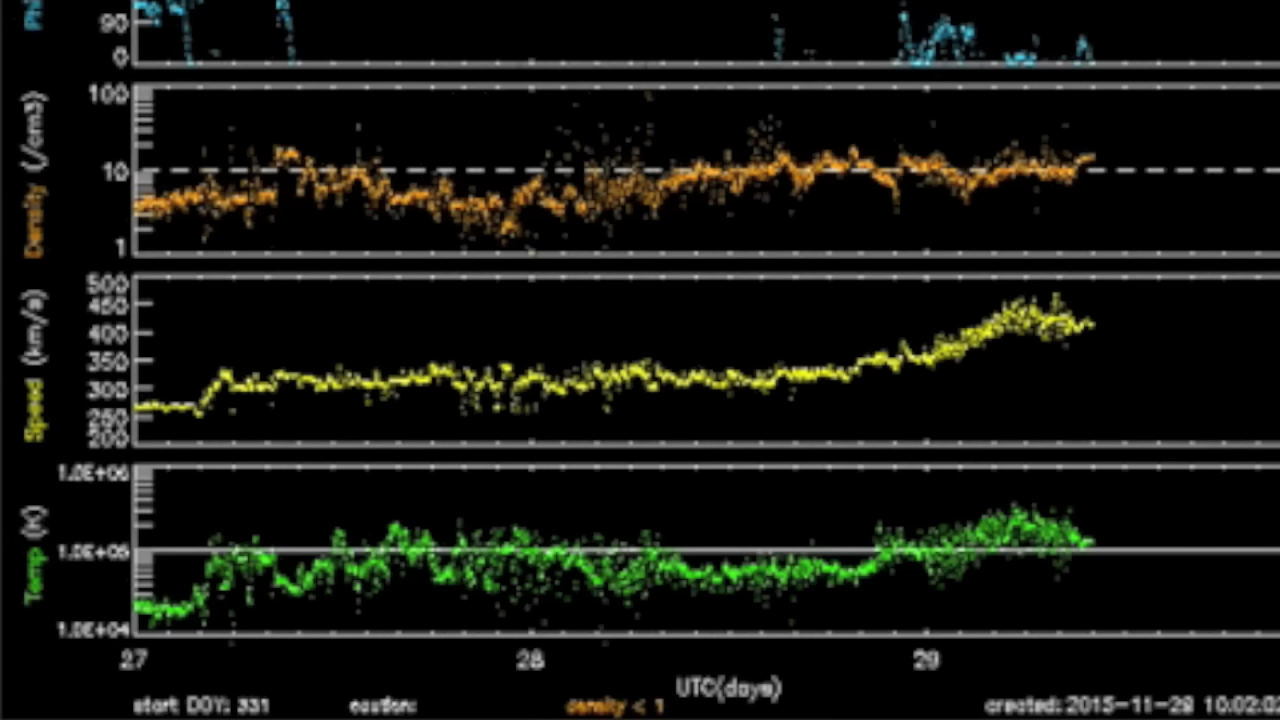 Phi
90
0
Density (/cm3)
100
10
1
Speed (km/s)
500
450
400
350
300
250
200
Temp (K)
1.0E+06
1.0E+05
1.0E+04
27 28 29
UTC(days)
start DOY: 331 caution: density < 1 created: 2015-11-29 10:02:0